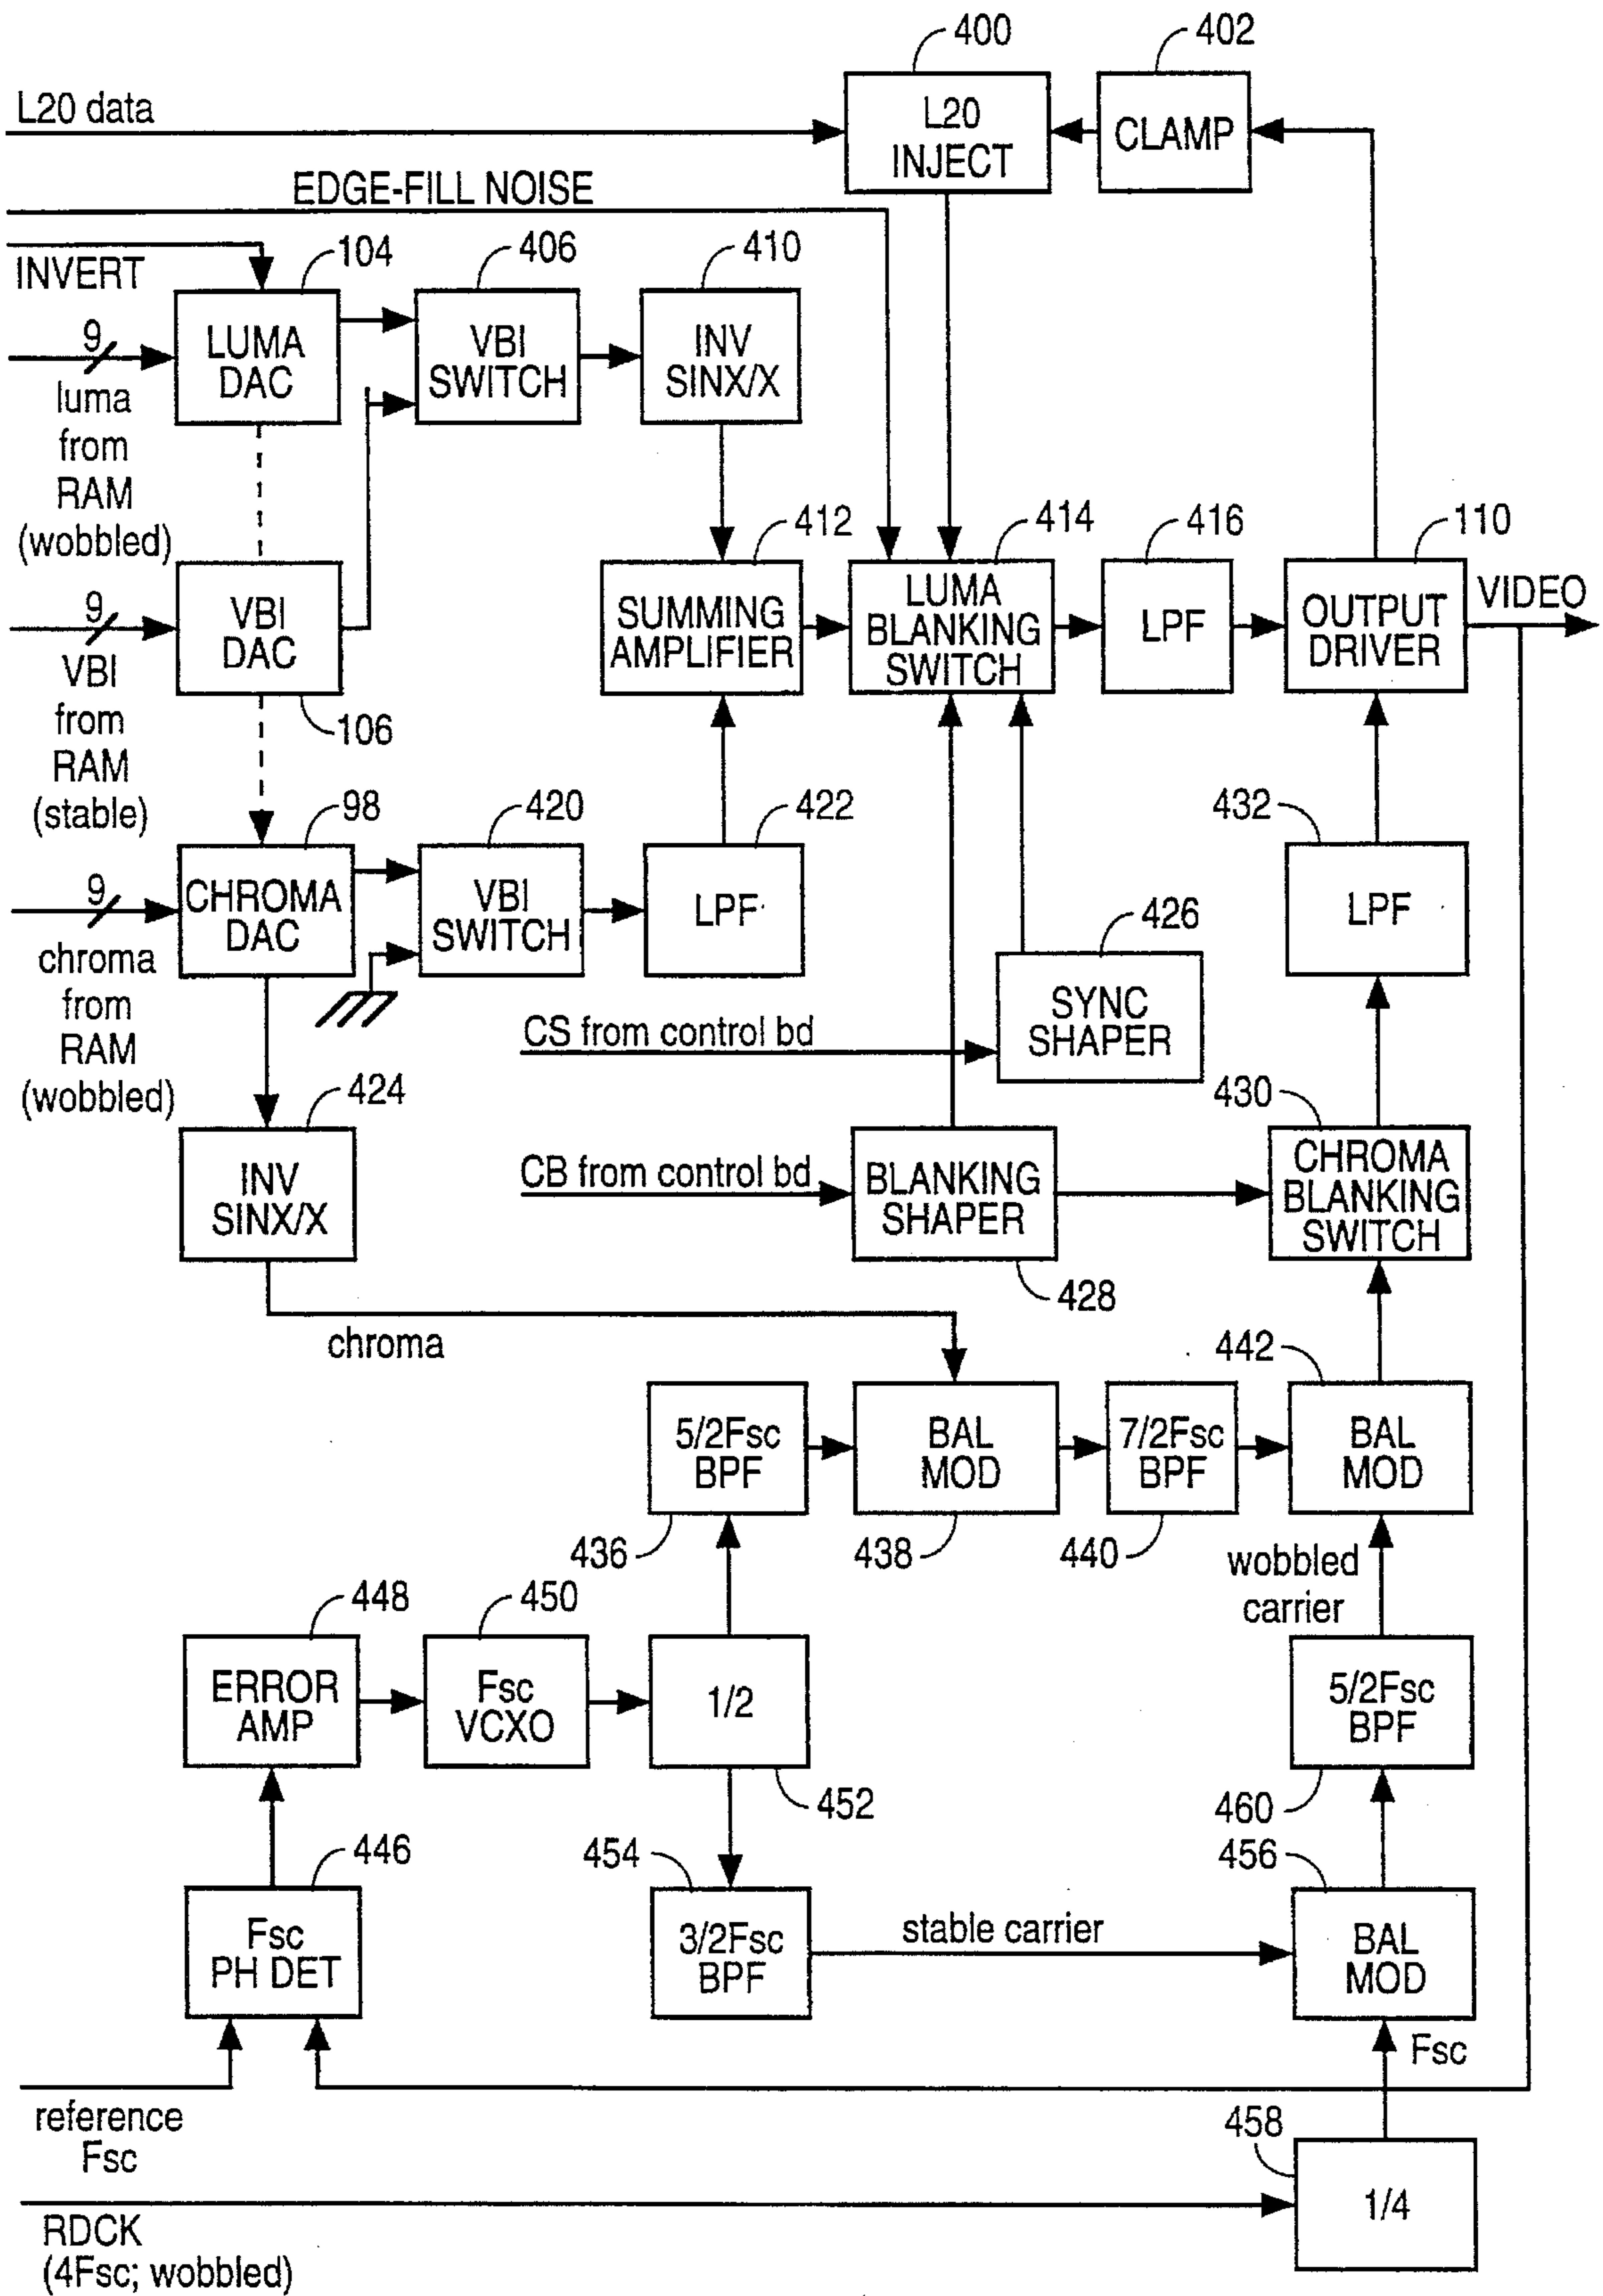 400
402
L20 data
L20
INJECT
CLAMP
EDGE-FILL NOISE
INVERT
104
406
410
9
LUMA
DAC
VBI
SWITCH
INV
SINX/X
luma
from
RAM
(wobbled)
412
414
416
110
9
VBI
DAC
SUMMING
AMPLIFIER
LUMA
BLANKING
SWITCH
LPF
OUTPUT
DRIVER
VIDEO
VBI
from
RAM
(stable)
106
98
420
422
432
9
CHROMA
DAC
VBI
SWITCH
LPF
LPF
chroma
from
RAM
(wobbled)
426
CS from control bd
SYNC
SHAPER
424
430
INV
SINX/X
CB from control bd
BLANKING
SHAPER
CHROMA
BLANKING
SWITCH
428
chroma
442
5/2Fsc
BPF
BAL
MOD
7/2Fsc
BPF
BAL
MOD
436
438
440
wobbled
carrier
448
450
ERROR
AMP
Fsc
VCXO
1/2
5/2Fsc
BPF
452
460
446
454
456
Fsc
PH DET
3/2Fsc
BPF
stable carrier
BAL
MOD
Fsc
reference
Fsc
458
1/4
RDCK
(4Fsc; wobbled)